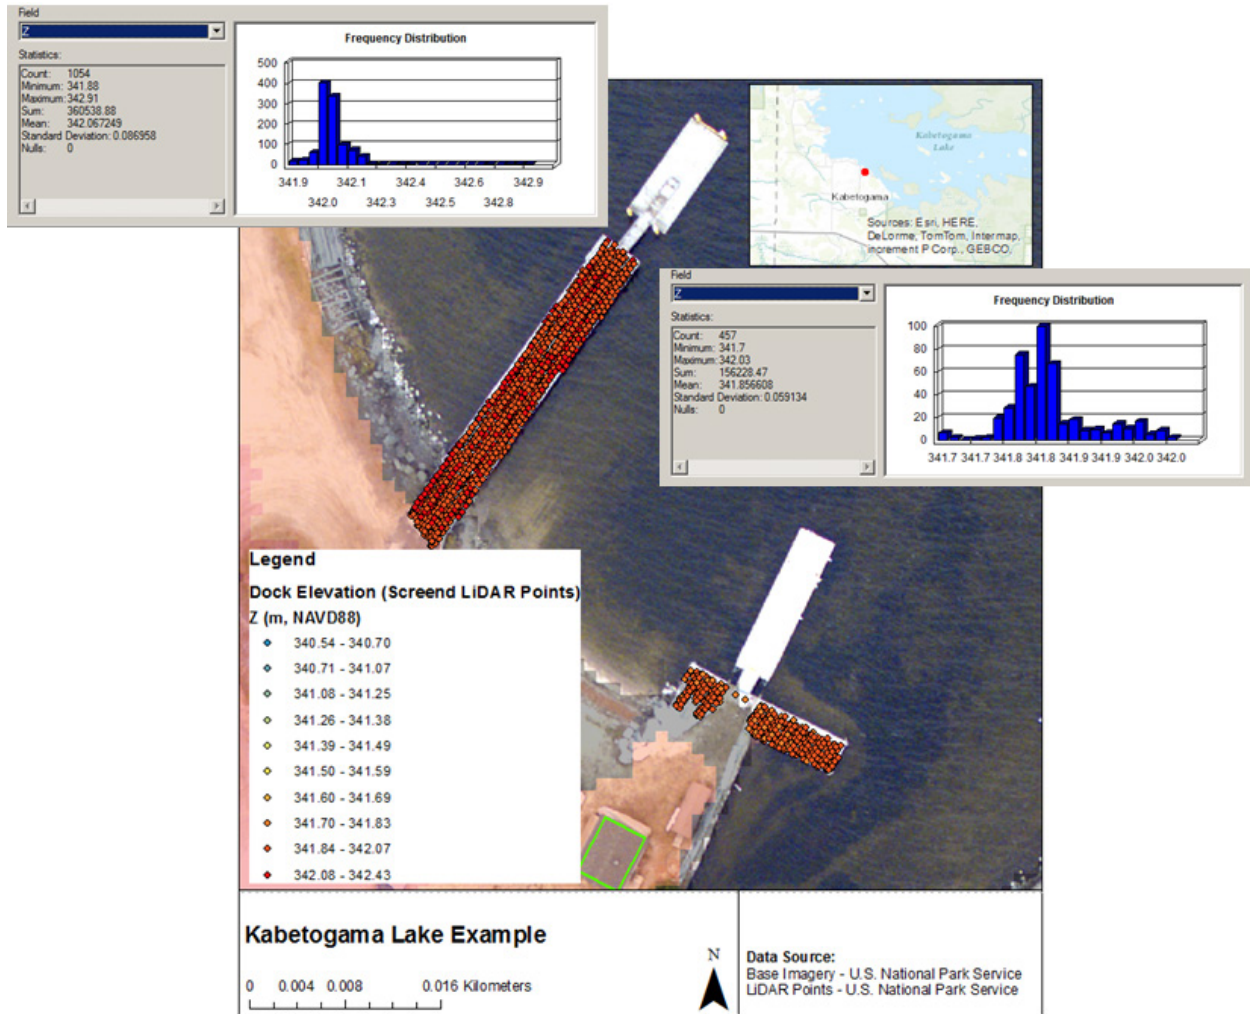 Field
Z
Statistics:
Count: 1054
Minimum: 341.88
Maximum: 342.91
Sum: 360538.88
Mean: 342.067249
Standard Deviation: 0.086958
Nulls: 0
Frequency Distribution
500
400
300
200
100
0
341.9 342.1 342.4 342.6 342.9
342.0 342.3 342.5 342.8
Kabetogama
Lake
Kabetogama
Sources: Esri, HERE,
DeLorme, TomTom, Intermap,
increment P Corp., GEBCO,
Field
Z
Statistics:
Count: 457
Minimum: 341.7
Maximum: 342.03
Sum: 156228.47
Mean: 341.856608
Standard Deviation: 0.059134
Nulls: 0
Frequency Distribution
100
80
60
40
20
0
341.7 341.7 341.8 341.8 341.9 341.9 342.0 342.0
Legend
Dock Elevation (Screend LiDAR Points)
Z (m, NAVD88)
340.54 - 340.70
340.71 - 341.07
341.08 - 341.25
341.26 - 341.38
341.39 - 341.49
341.50 - 341.59
341.60 - 341.69
341.70 - 341.83
341.84 - 342.07
342.08 - 342.43
Kabetogama Lake Example
0 0.004 0.008 0.016 Kilometers
N
Data Source:
Base Imagery - U.S. National Park Service
LiDAR Points - U.S. National Park Service